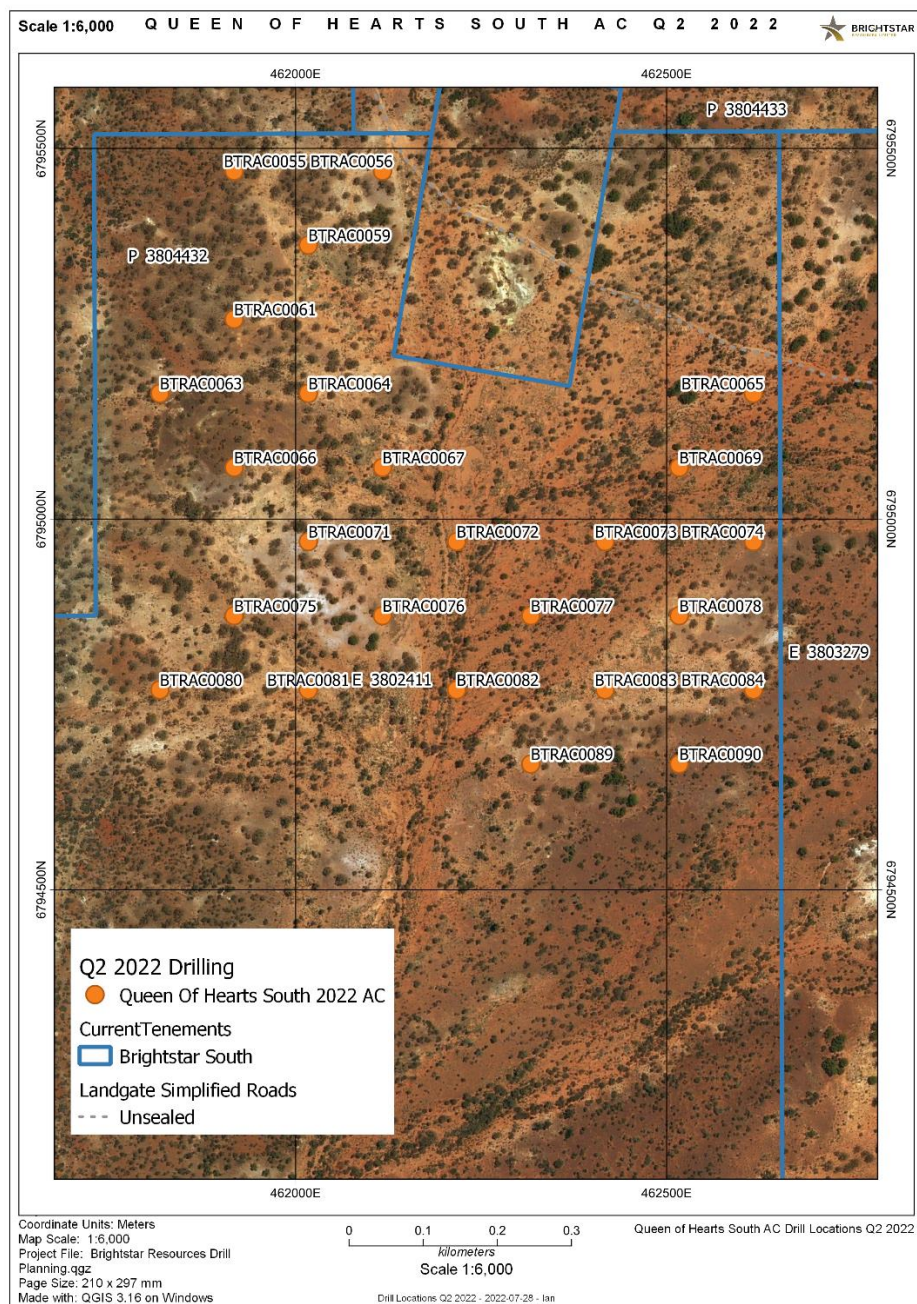 Scale 1:6,000 QUEEN OF HEARTS SOUTH AC Q2 2022 BRIGHTSTAR
RESOURCES LIMITED
462000E 462500E
P 3804433
6795500N 6795500N
BTRAC0055 BTRAC0056
BTRAC0059
P 3804432
BTRAC0061
BTRAC0063 BTRAC0064 BTRAC0065
BTRAC0066 BTRAC0067 BTRAC0069
6795000N 6795000N
BTRAC0071 BTRAC0072 BTRAC0073 BTRAC0074
BTRAC0075 BTRAC0076 BTRAC0077 BTRAC0078
E 3803279
BTRAC0080 BTRAC0081 E 3802411 BTRAC0082 BTRAC0083 BTRAC0084
BTRAC0089 BTRAC0090
6794500N 6794500N
Q2 2022 Drilling
Queen Of Hearts South 2022 AC
CurrentTenements
Brightstar South
Landgate Simplified Roads
Unsealed
462000E 462500E
Coordinate Units: Meters
Map Scale: 1:6,000
Project File: Brightstar Resources Drill
Planning.qgz
Page Size: 210 x 297 mm
Made with: QGIS 3.16 on Windows
0 0.1 0.2 0.3
kilometers
Scale 1:6,000
Drill Locations Q2 2022 - 2022-07-28 - Ian
Queen of Hearts South AC Drill Locations Q2 2022